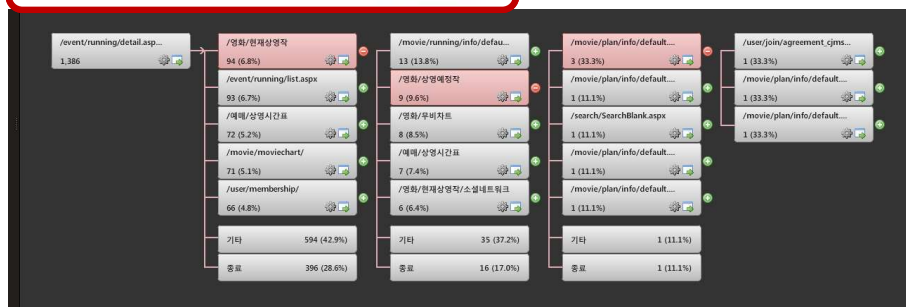 /event/running/detail.asp...
1,386
/영화/현재상영작
94 (6.8%)
/event/running/list.aspx
93 (6.7%)
/예매/상영시간표
72 (5.2%)
/movie/moviechart/
71 (5.1%)
/user/membership/
66 (4.8%)
기타 594 (42.9%)
종료 396 (28.6%)
/movie/running/info/defau...
13 (13.8%)
/영화/상영예정작
9 (9.6%)
/영화/무비차트
8 (8.5%)
/예매/상영시간표
7 (7.4%)
/영화/현재상영작/소셜네트워크
6 (6.4%)
기타 35 (37.2%)
종료 16 (17.0%)
/movie/plan/info/default....
3 (33.3%)
/movie/plan/info/default....
1 (11.1%)
/search/SearchBlank.aspx
1 (11.1%)
/movie/plan/info/default....
1 (11.1%)
/movie/plan/info/default....
1 (11.1%)
기타 1 (11.1%)
종료 1 (11.1%)
/user/join/agreement_cjms...
1 (33.3%)
/movie/plan/info/default....
1 (33.3%)
/movie/plan/info/default....
1 (33.3%)